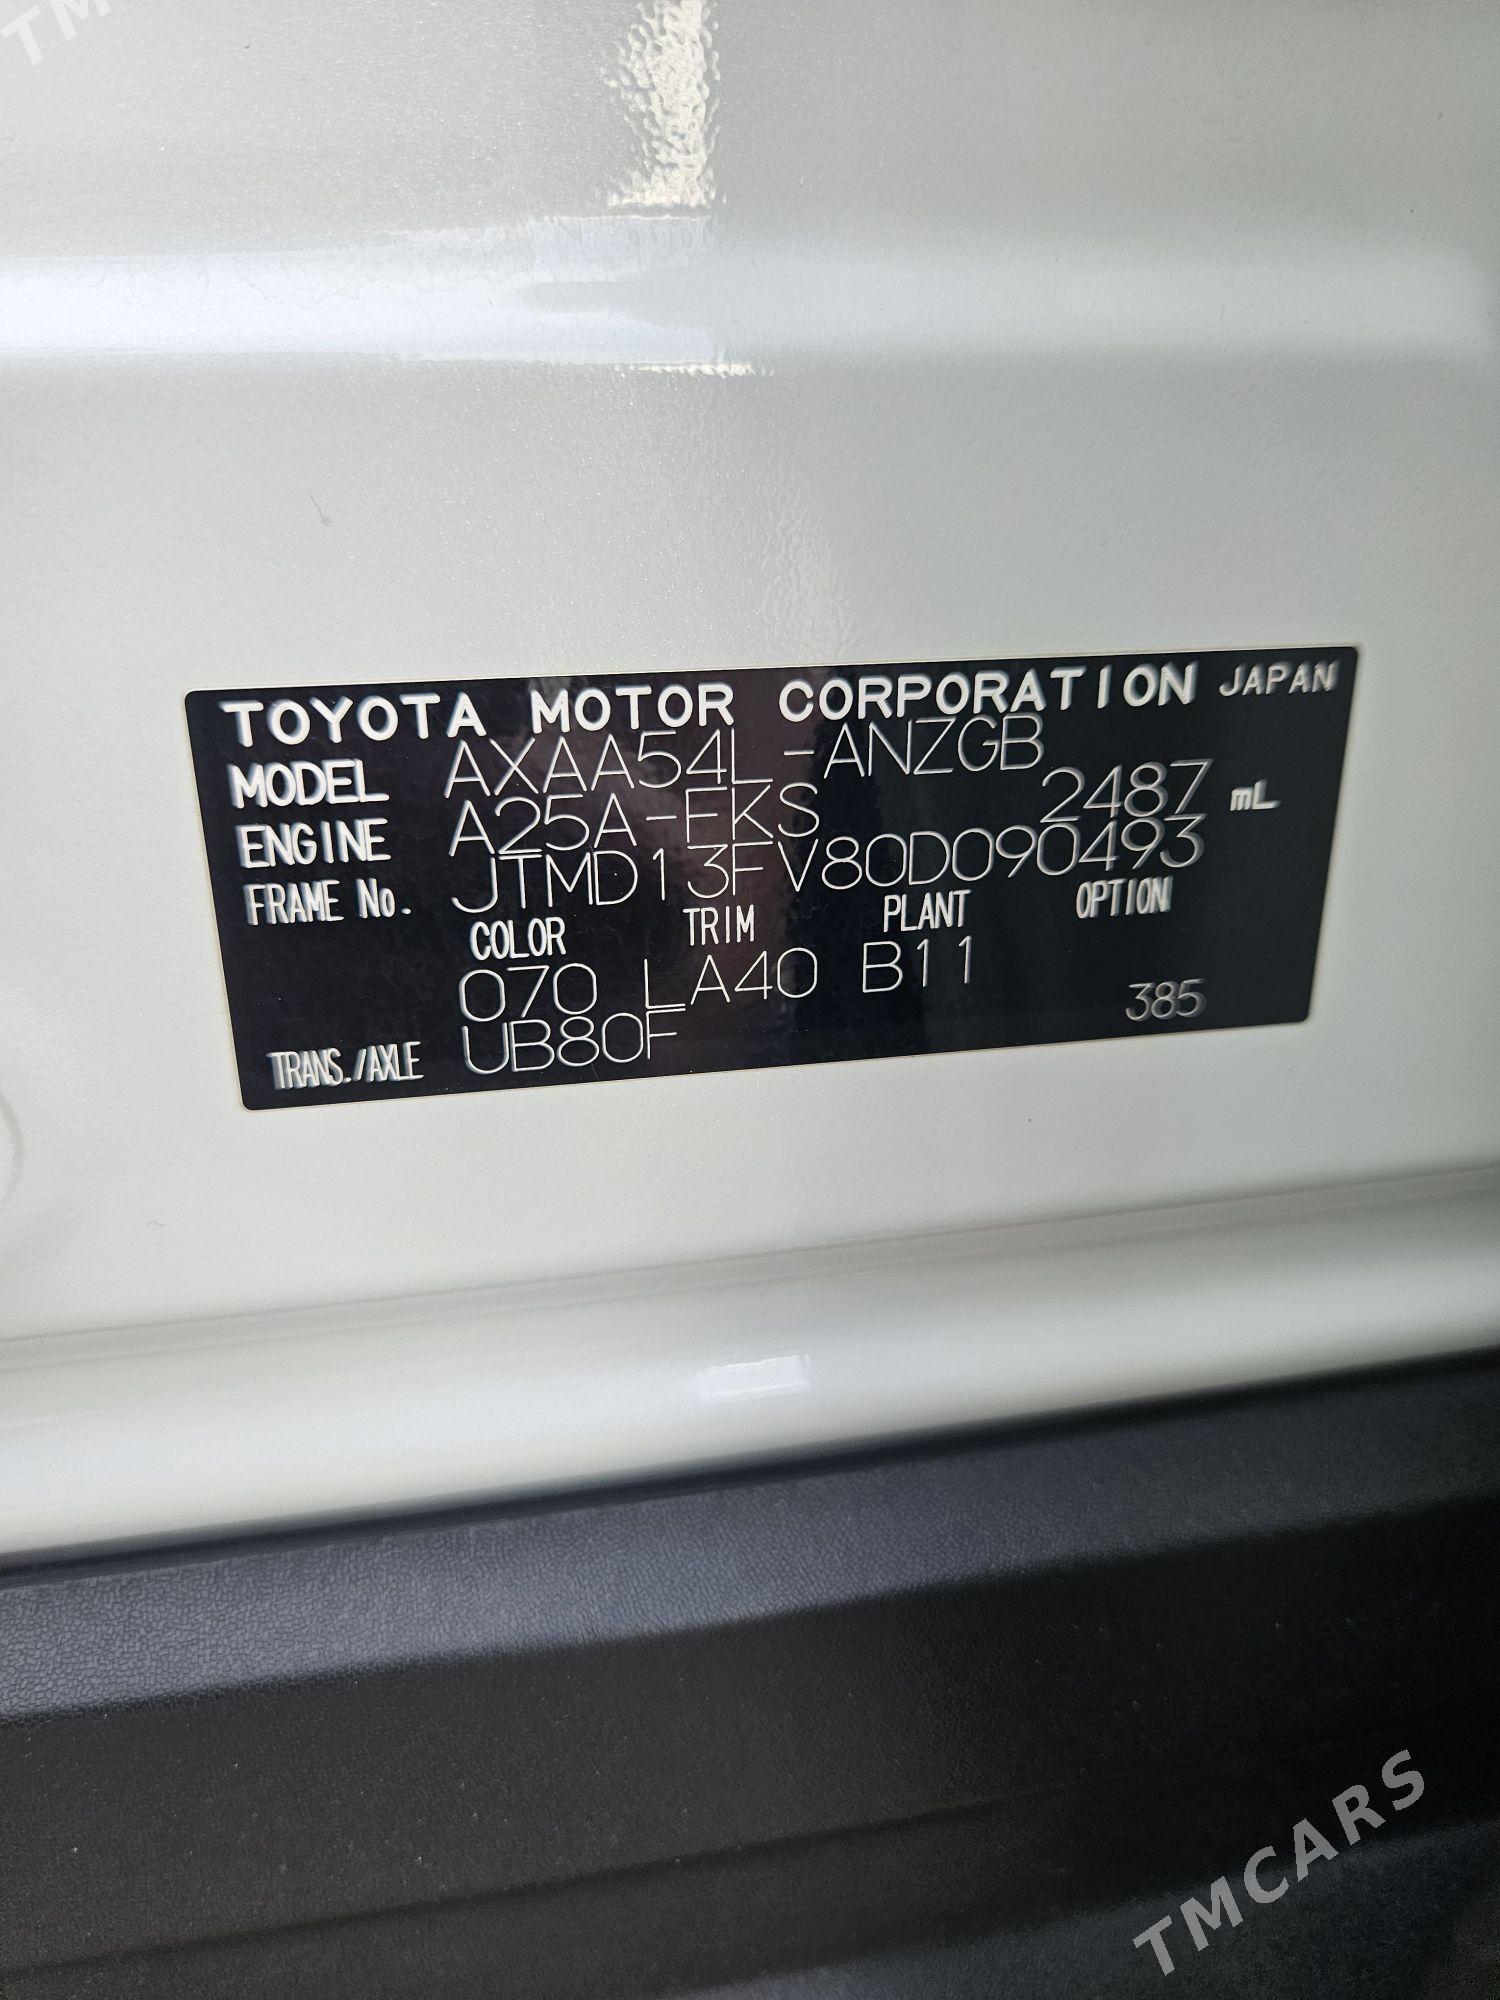 TM
TOYOTA MOTOR CORPORATION JAPAN
MODEL AXAA54L-ANZGB
ENGINE A25A-FKS 2487 mL
FRAME No. JTMD13FV80D090493
COLOR TRIM PLANT OPTION
070 LA40 B11
TRANS./AXLE UB80F 385
TMCARS